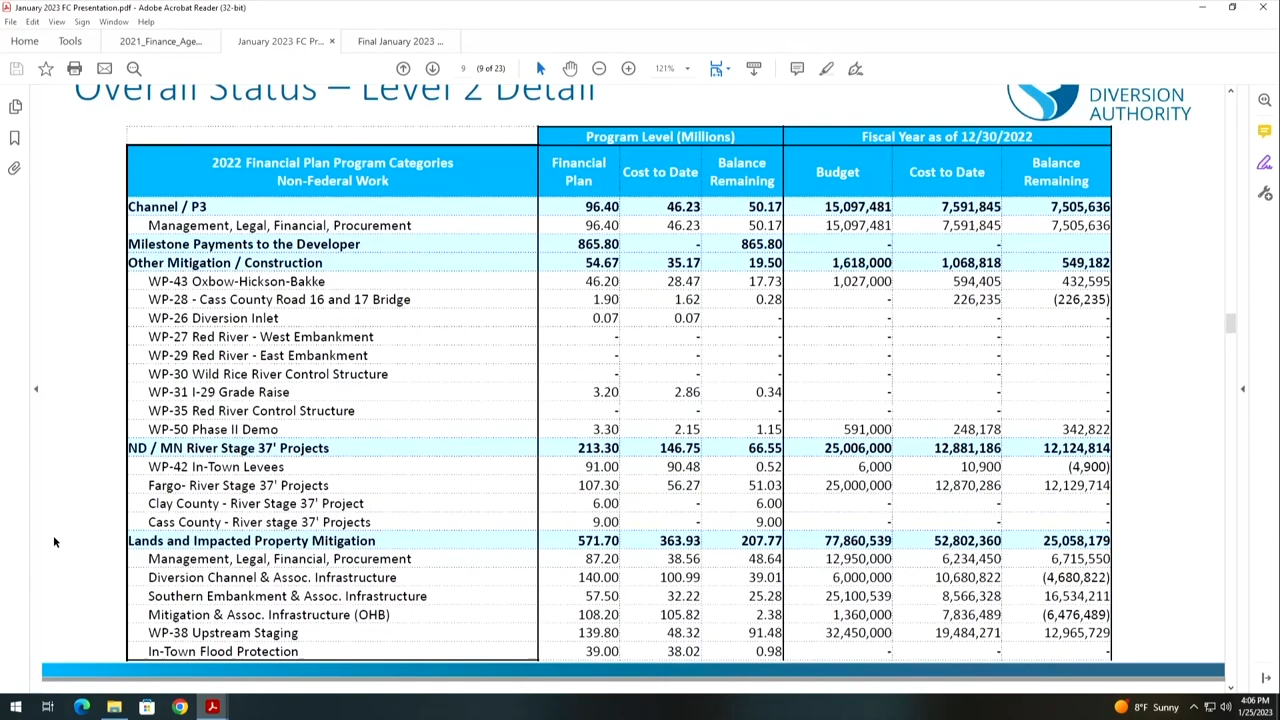 January 2023 FC Presentation.pdf - Adobe Acrobat Reader (32-bit)
File Edit View Sign Window Help
Home Tools 2021_Finance_Age... January 2023 FC Pr... × Final January 2023 ...
9 (9 of 23) 121%
Overall Status – Level 2 Detail
DIVERSION
AUTHORITY
Program Level (Millions) Fiscal Year as of 12/30/2022
2022 Financial Plan Program Categories
Non-Federal Work
Financial
Plan
Cost to Date
Balance
Remaining
Budget
Cost to Date
Balance
Remaining
Channel / P3 96.40 46.23 50.17 15,097,481 7,591,845 7,505,636
Management, Legal, Financial, Procurement 96.40 46.23 50.17 15,097,481 7,591,845 7,505,636
Milestone Payments to the Developer 865.80 - 865.80 - - -
Other Mitigation / Construction 54.67 35.17 19.50 1,618,000 1,068,818 549,182
WP-43 Oxbow-Hickson-Bakke 46.20 28.47 17.73 1,027,000 594,405 432,595
WP-28 - Cass County Road 16 and 17 Bridge 1.90 1.62 0.28 - 226,235 (226,235)
WP-26 Diversion Inlet 0.07 0.07 - - - -
WP-27 Red River - West Embankment - - - - - -
WP-29 Red River - East Embankment - - - - - -
WP-30 Wild Rice River Control Structure - - - - - -
WP-31 I-29 Grade Raise 3.20 2.86 0.34 - - -
WP-35 Red River Control Structure - - - - - -
WP-50 Phase II Demo 3.30 2.15 1.15 591,000 248,178 342,822
ND / MN River Stage 37' Projects 213.30 146.75 66.55 25,006,000 12,881,186 12,124,814
WP-42 In-Town Levees 91.00 90.48 0.52 6,000 10,900 (4,900)
Fargo- River Stage 37' Projects 107.30 56.27 51.03 25,000,000 12,870,286 12,129,714
Clay County - River Stage 37' Project 6.00 - 6.00 - - -
Cass County - River stage 37' Projects 9.00 - 9.00 - - -
Lands and Impacted Property Mitigation 571.70 363.93 207.77 77,860,539 52,802,360 25,058,179
Management, Legal, Financial, Procurement 87.20 38.56 48.64 12,950,000 6,234,450 6,715,550
Diversion Channel & Assoc. Infrastructure 140.00 100.99 39.01 6,000,000 10,680,822 (4,680,822)
Southern Embankment & Assoc. Infrastructure 57.50 32.22 25.28 25,100,539 8,566,328 16,534,211
Mitigation & Assoc. Infrastructure (OHB) 108.20 105.82 2.38 1,360,000 7,836,489 (6,476,489)
WP-38 Upstream Staging 139.80 48.32 91.48 32,450,000 19,484,271 12,965,729
In-Town Flood Protection 39.00 38.02 0.98 - - -
8°F Sunny 4:06 PM
1/25/2023